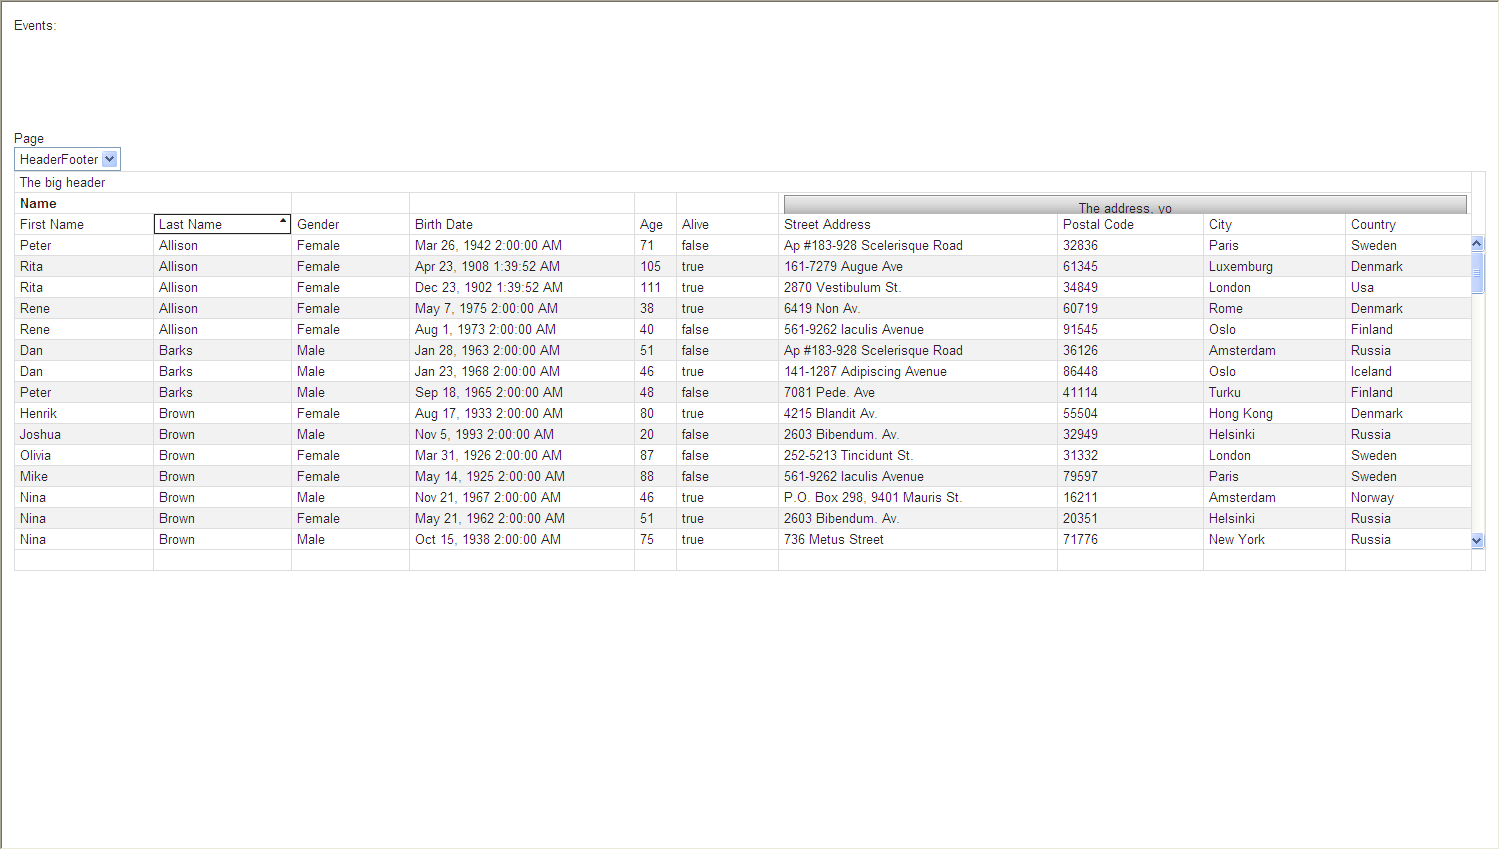 Events:
Page
HeaderFooter
The big header
Name The address, yo
First Name Last Name Gender Birth Date Age Alive Street Address Postal Code City Country
Peter Allison Female Mar 26, 1942 2:00:00 AM 71 false Ap #183-928 Scelerisque Road 32836 Paris Sweden
Rita Allison Female Apr 23, 1908 1:39:52 AM 105 true 161-7279 Augue Ave 61345 Luxemburg Denmark
Rita Allison Female Dec 23, 1902 1:39:52 AM 111 true 2870 Vestibulum St. 34849 London Usa
Rene Allison Female May 7, 1975 2:00:00 AM 38 true 6419 Non Av. 60719 Rome Denmark
Rene Allison Female Aug 1, 1973 2:00:00 AM 40 false 561-9262 Iaculis Avenue 91545 Oslo Finland
Dan Barks Male Jan 28, 1963 2:00:00 AM 51 false Ap #183-928 Scelerisque Road 36126 Amsterdam Russia
Dan Barks Male Jan 23, 1968 2:00:00 AM 46 true 141-1287 Adipiscing Avenue 86448 Oslo Iceland
Peter Barks Male Sep 18, 1965 2:00:00 AM 48 false 7081 Pede. Ave 41114 Turku Finland
Henrik Brown Female Aug 17, 1933 2:00:00 AM 80 true 4215 Blandit Av. 55504 Hong Kong Denmark
Joshua Brown Male Nov 5, 1993 2:00:00 AM 20 false 2603 Bibendum. Av. 32949 Helsinki Russia
Olivia Brown Female Mar 31, 1926 2:00:00 AM 87 false 252-5213 Tincidunt St. 31332 London Sweden
Mike Brown Female May 14, 1925 2:00:00 AM 88 false 561-9262 Iaculis Avenue 79597 Paris Sweden
Nina Brown Male Nov 21, 1967 2:00:00 AM 46 true P.O. Box 298, 9401 Mauris St. 16211 Amsterdam Norway
Nina Brown Female May 21, 1962 2:00:00 AM 51 true 2603 Bibendum. Av. 20351 Helsinki Russia
Nina Brown Male Oct 15, 1938 2:00:00 AM 75 true 736 Metus Street 71776 New York Russia